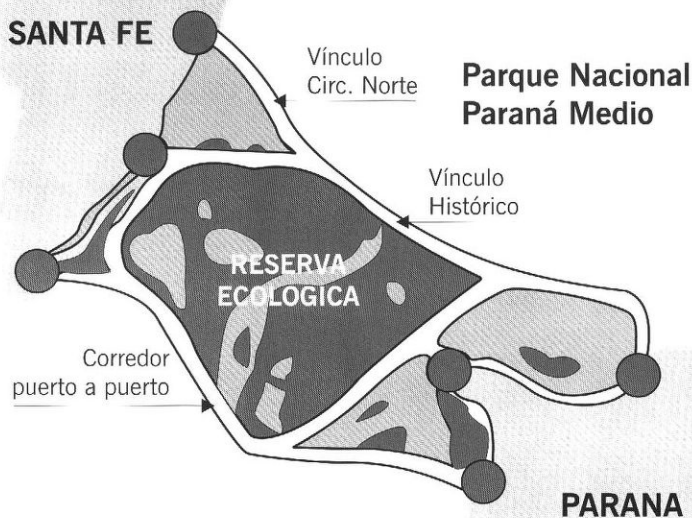 SANTA FE
Vínculo
Circ. Norte
Parque Nacional
Paraná Medio
Vínculo
Histórico
RESERVA
ECOLOGICA
Corredor
puerto a puerto
PARANA